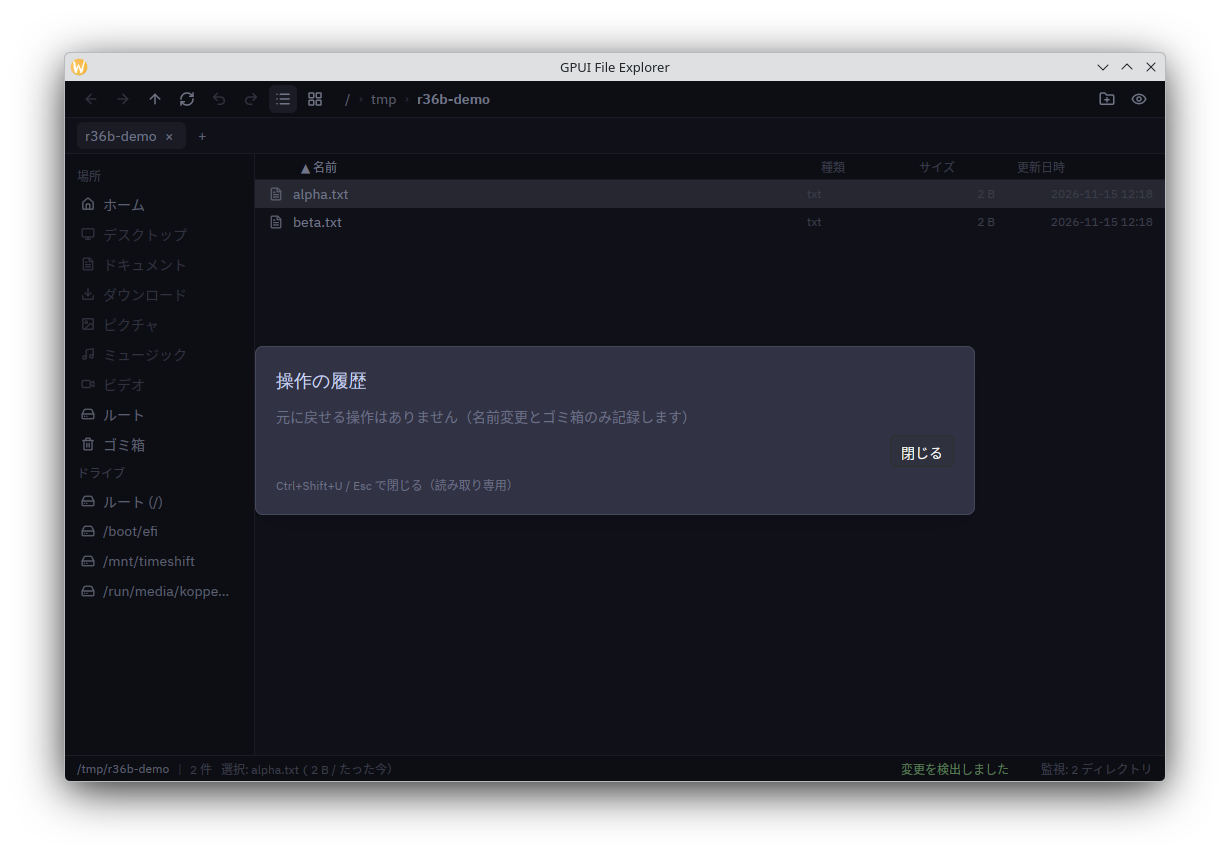 GPUI File Explorer
/ › tmp › r36b-demo
r36b-demo × +
場所
ホーム
デスクトップ
ドキュメント
ダウンロード
ピクチャ
ミュージック
ビデオ
ルート
ゴミ箱
ドライブ
ルート (/)
/boot/efi
/mnt/timeshift
/run/media/koppe...
▲名前 種類 サイズ 更新日時
alpha.txt txt 2 B 2026-11-15 12:18
beta.txt txt 2 B 2026-11-15 12:18
操作の履歴
元に戻せる操作はありません（名前変更とゴミ箱のみ記録します）
閉じる
Ctrl+Shift+U / Esc で閉じる（読み取り専用）
/tmp/r36b-demo | 2 件 選択: alpha.txt ( 2 B / たった今）
変更を検出しました 監視: 2 ディレクトリ